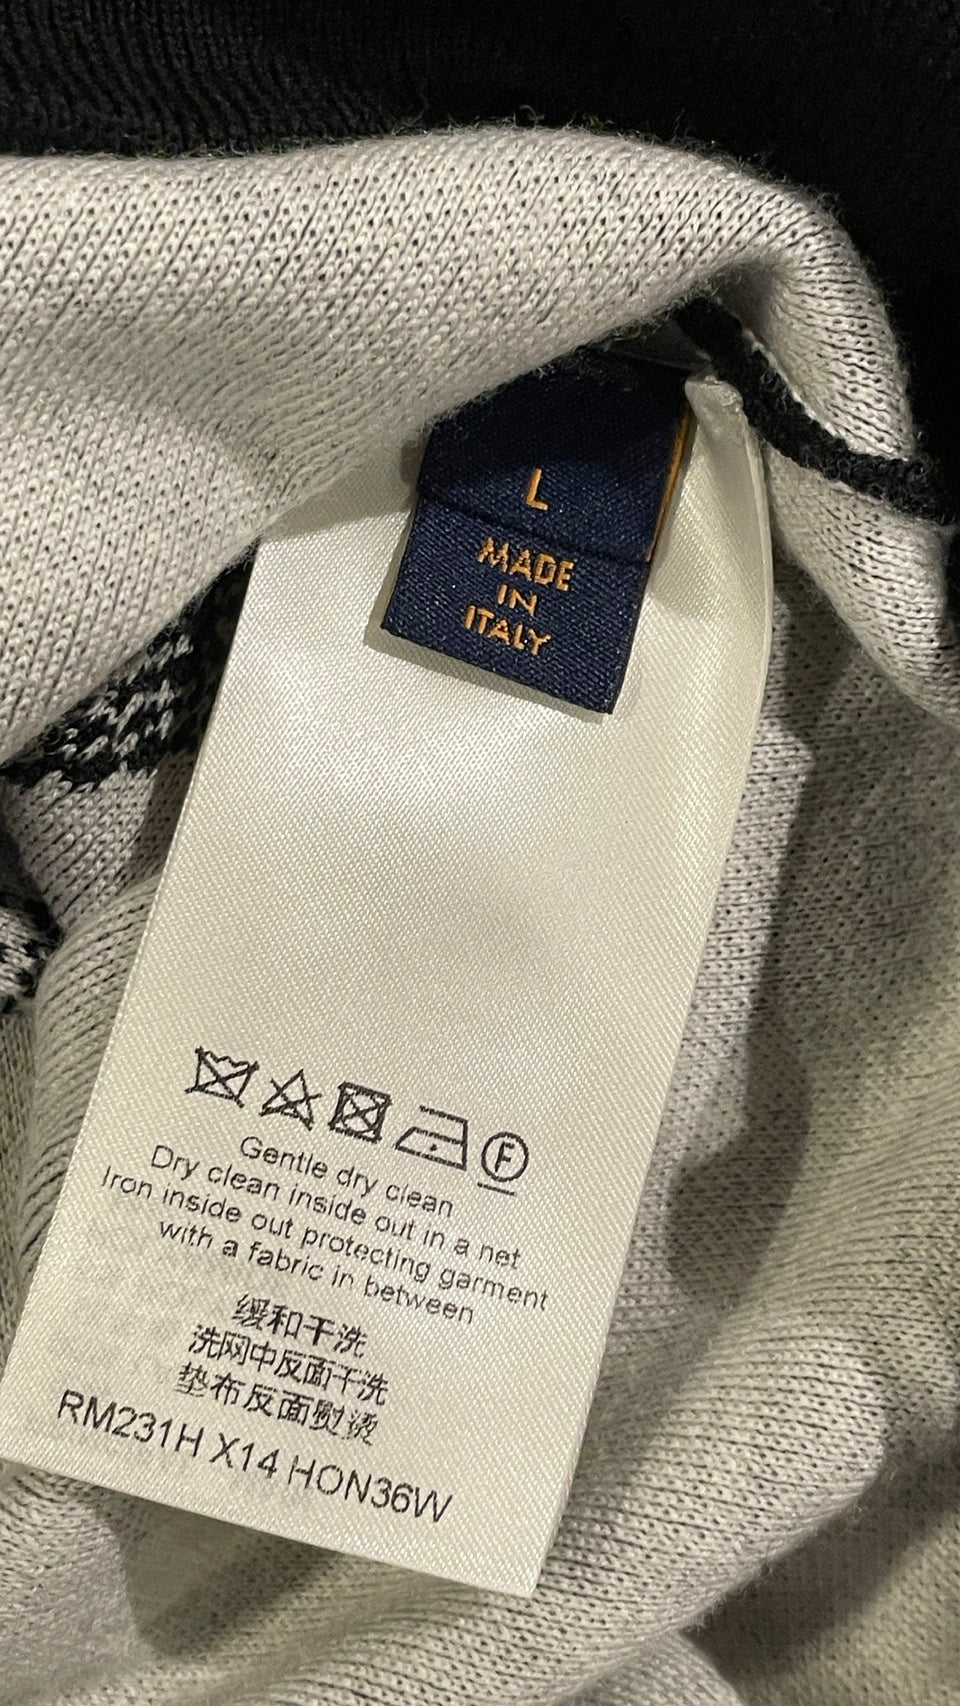 L
MADE
IN
ITALY
F
Gentle dry clean
Dry clean inside out in a net
Iron inside out protecting garment
with a fabric in between
缓和干洗
洗网中反面干洗
垫布反面熨烫
RM231H X14 HON36W